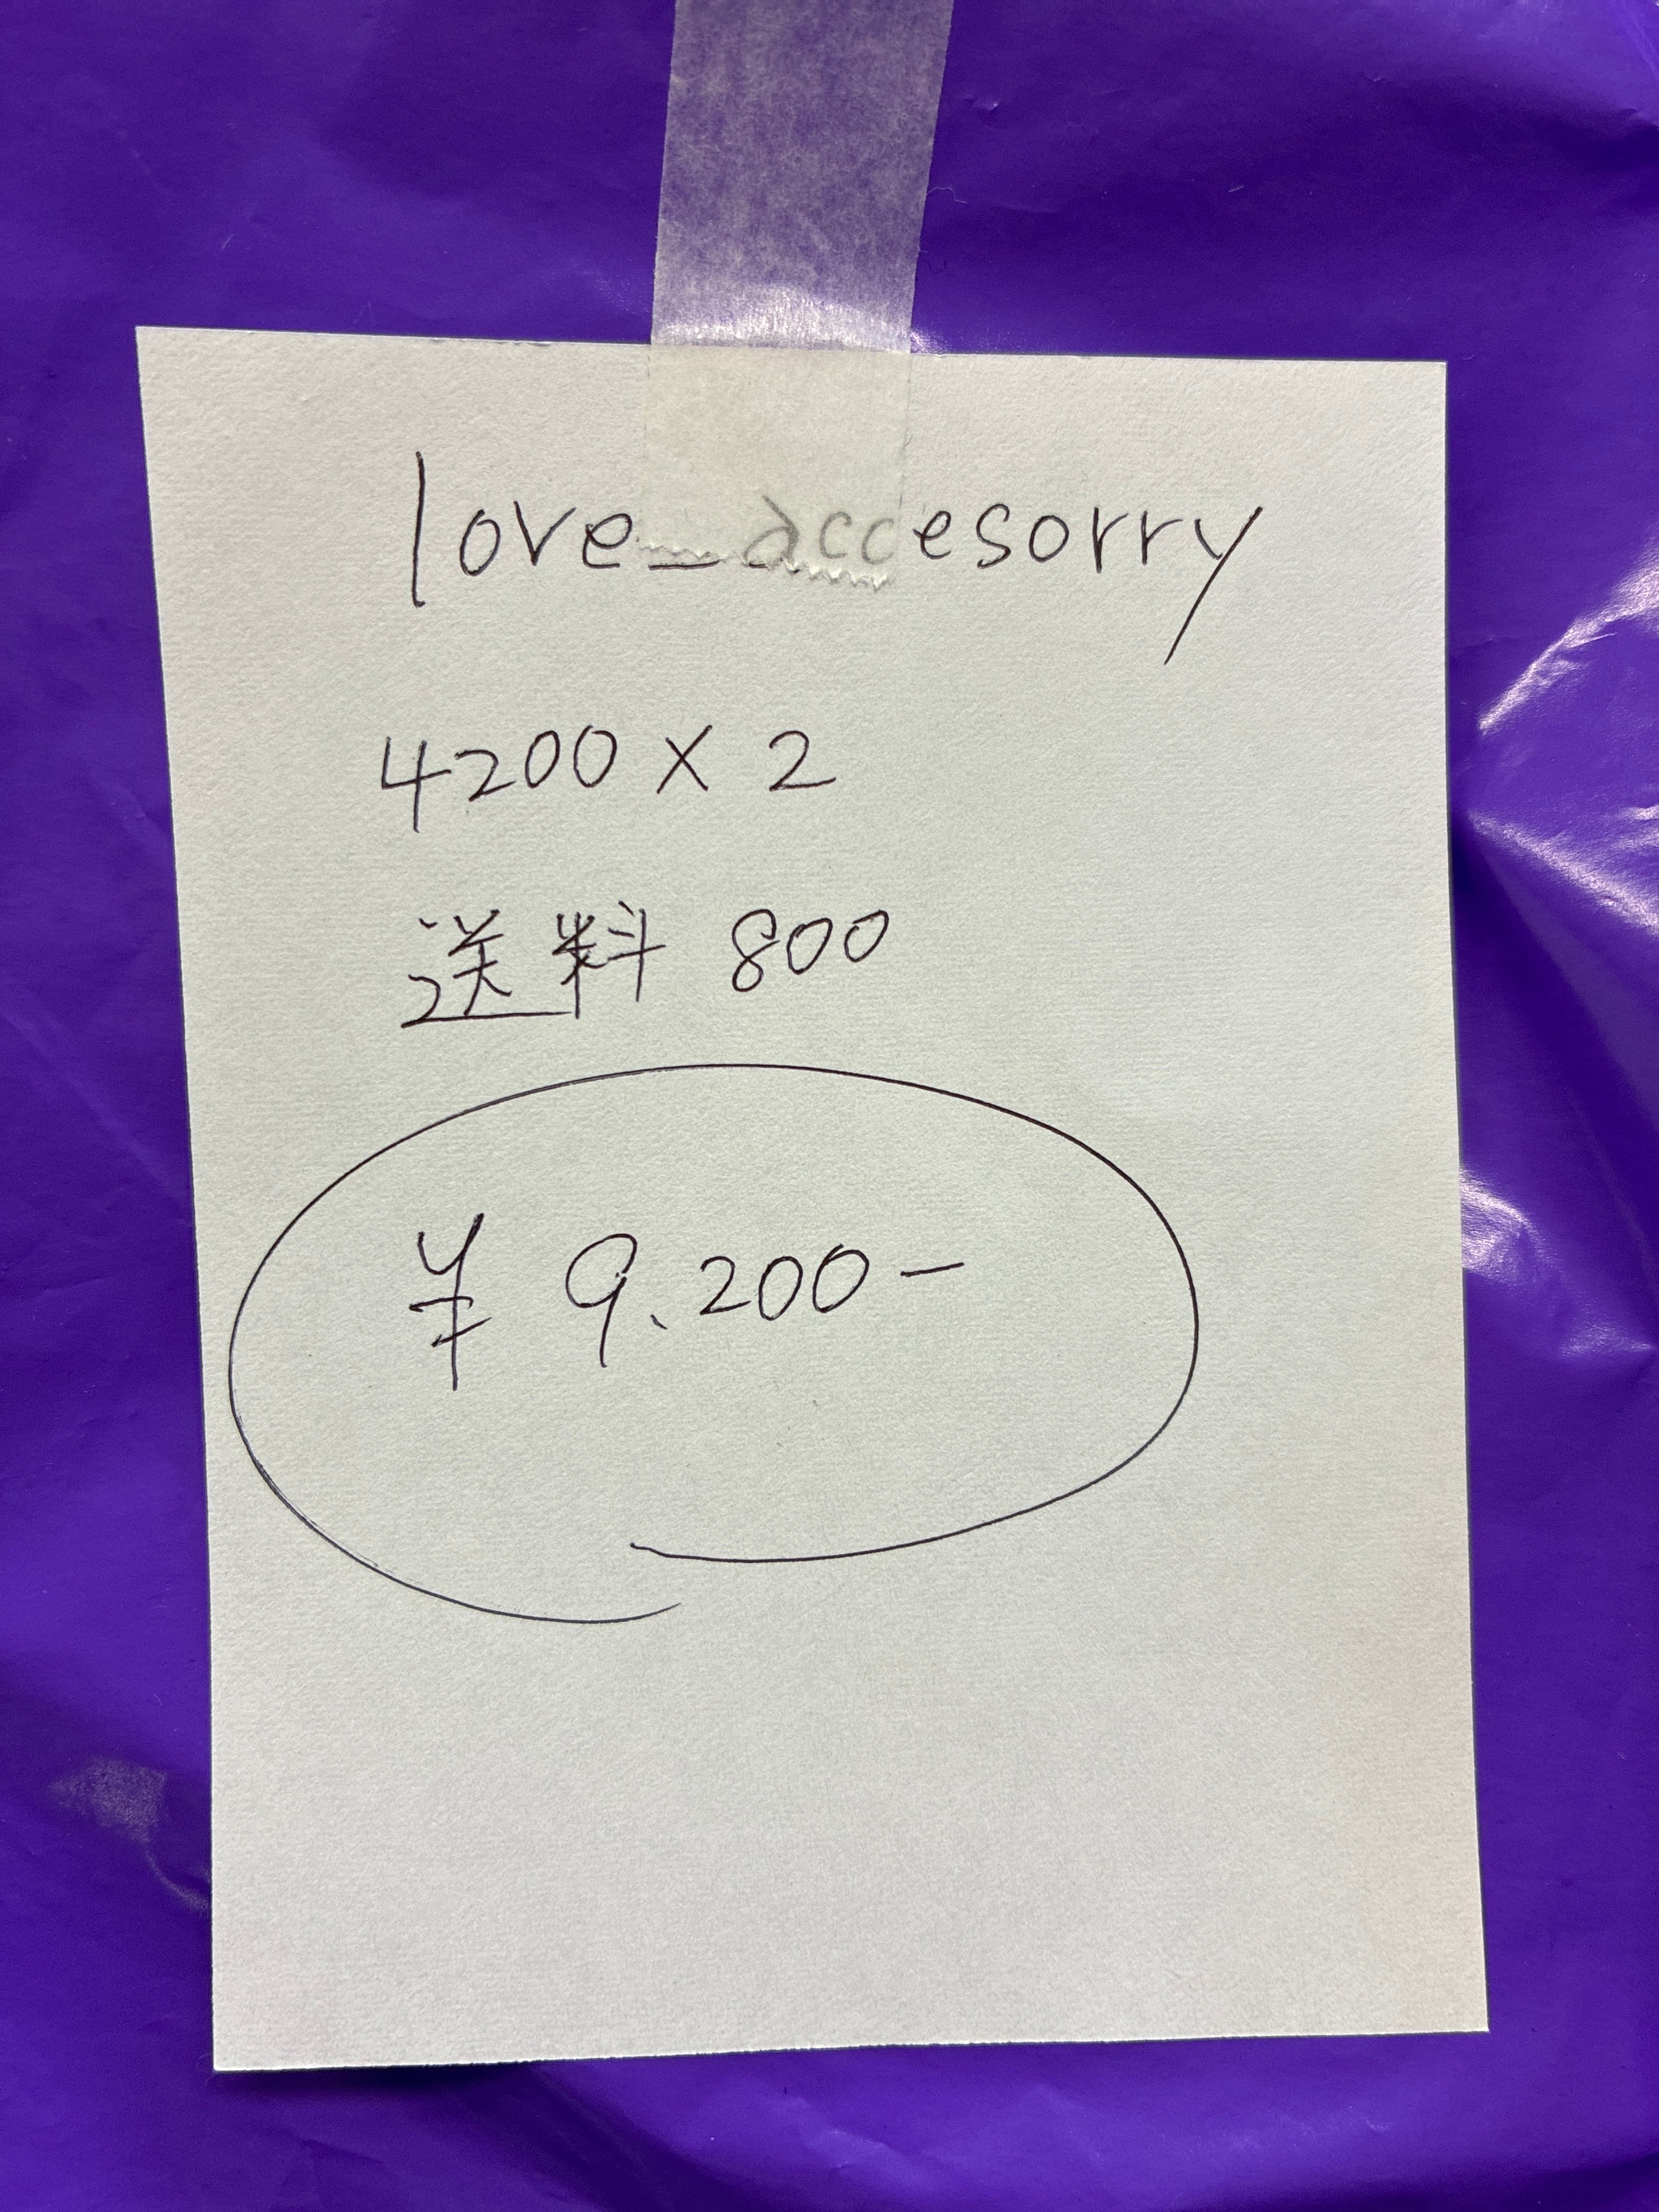 love_accesorry
4200 × 2
送料 800
¥ 9.200-